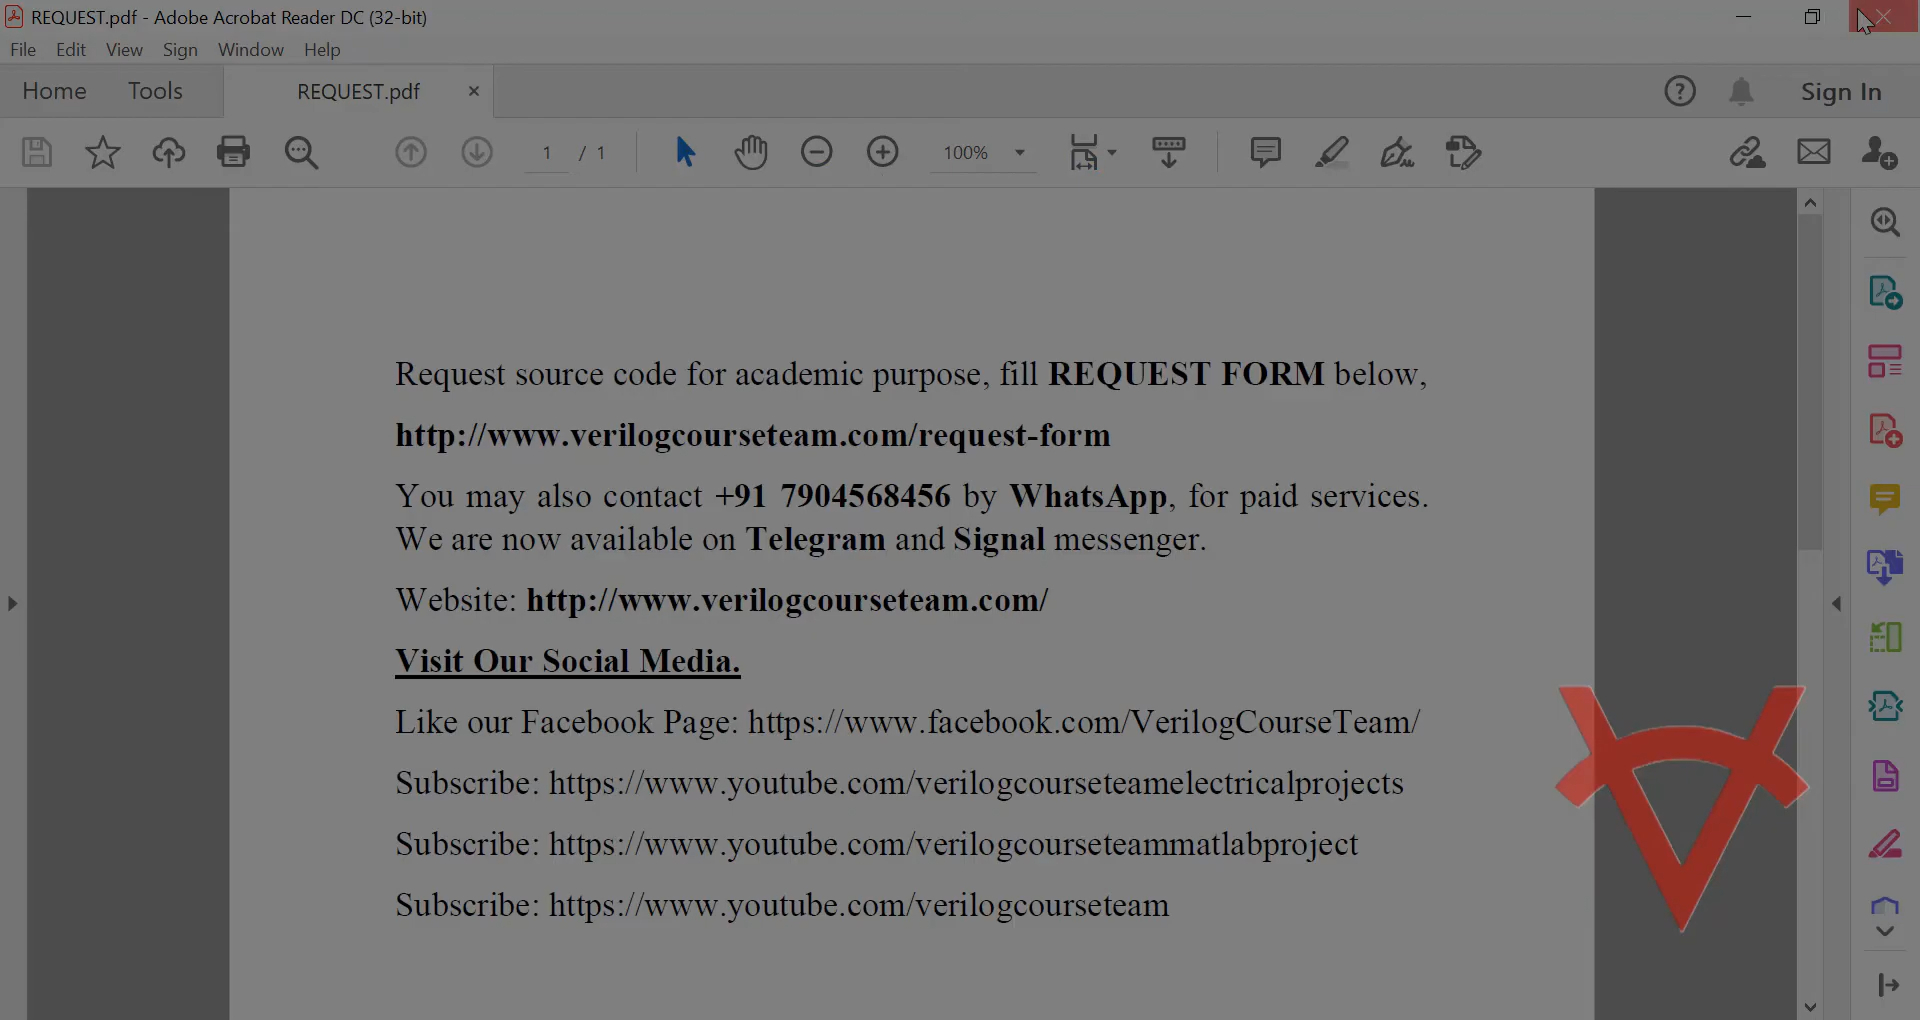 REQUEST.pdf - Adobe Acrobat Reader DC (32-bit)
File Edit View Sign Window Help
Home Tools REQUEST.pdf × Sign In
1 / 1 100%
Request source code for academic purpose, fill REQUEST FORM below,
http://www.verilogcourseteam.com/request-form
You may also contact +91 7904568456 by WhatsApp, for paid services.
We are now available on Telegram and Signal messenger.
Website: http://www.verilogcourseteam.com/
Visit Our Social Media.
Like our Facebook Page: https://www.facebook.com/VerilogCourseTeam/
Subscribe: https://www.youtube.com/verilogcourseteamelectricalprojects
Subscribe: https://www.youtube.com/verilogcourseteammatlabproject
Subscribe: https://www.youtube.com/verilogcourseteam